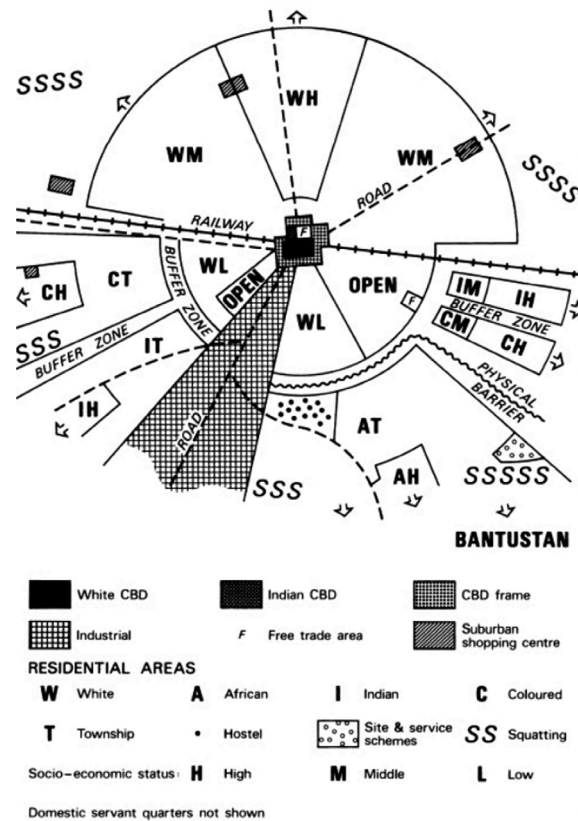 SSSS
WH
WM
WM
ROAD
SSSS
RAILWAY
F
CH
CT
BUFFER ZONE
WL
OPEN
OPEN
F
WL
IM
IH
BUFFER ZONE
CM
CH
SSS
BUFFER ZONE
IT
IH
ROAD
PHYSICAL
BARRIER
AT
SSS
AH
SSSSS
BANTUSTAN
White CBD
Indian CBD
CBD frame
Industrial
F Free trade area
Suburban
shopping centre
RESIDENTIAL AREAS
W White
A African
I Indian
C Coloured
T Township
Hostel
Site & service
schemes
SS Squatting
Socio-economic status: H High
M Middle
L Low
Domestic servant quarters not shown